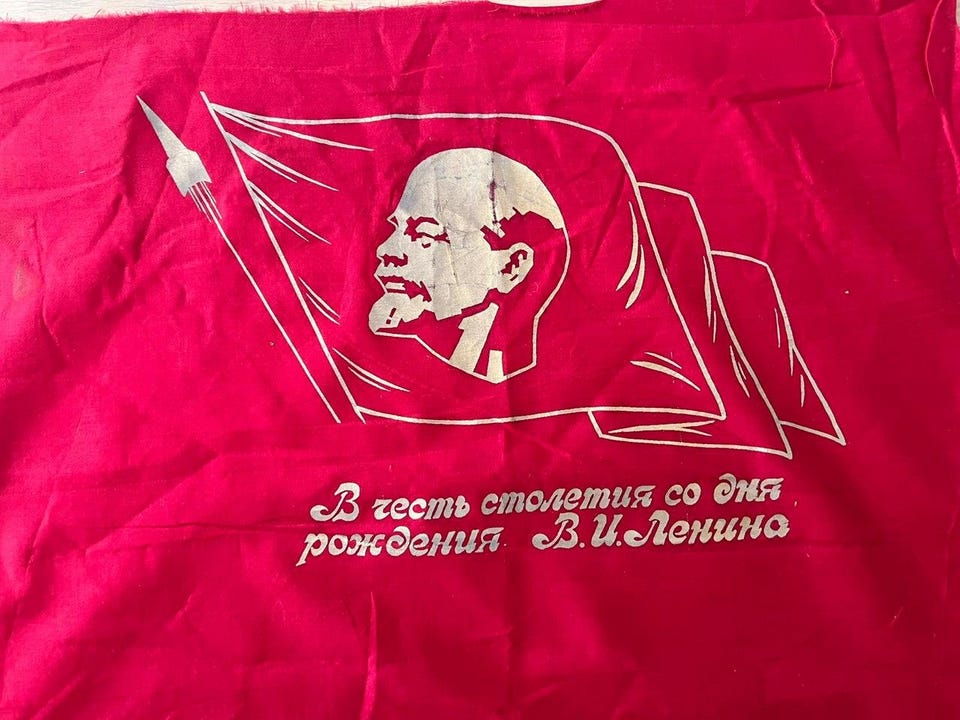 В честь столетия со дня
рождения В.И.Ленина